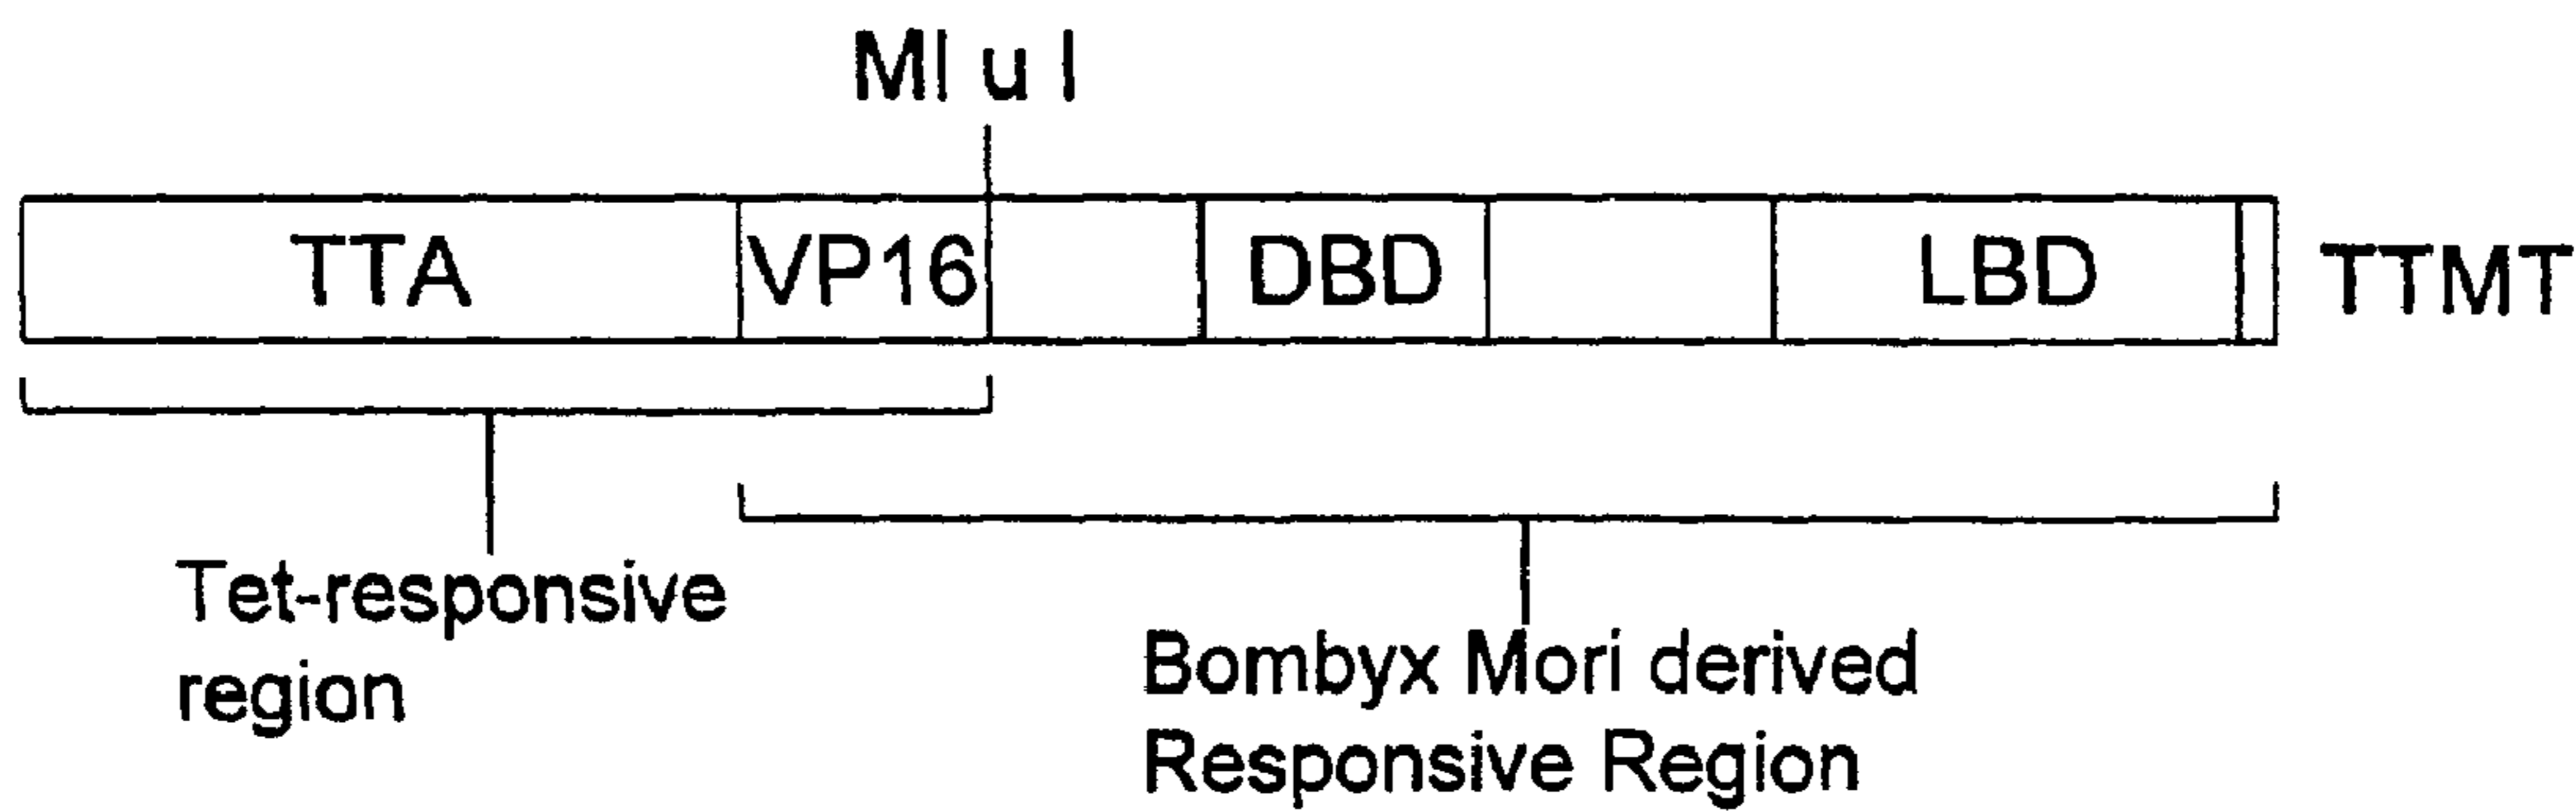 Ml u I
TTA VP16 DBD LBD TTMT
Tet-responsive
region
Bombyx Mori derived
Responsive Region